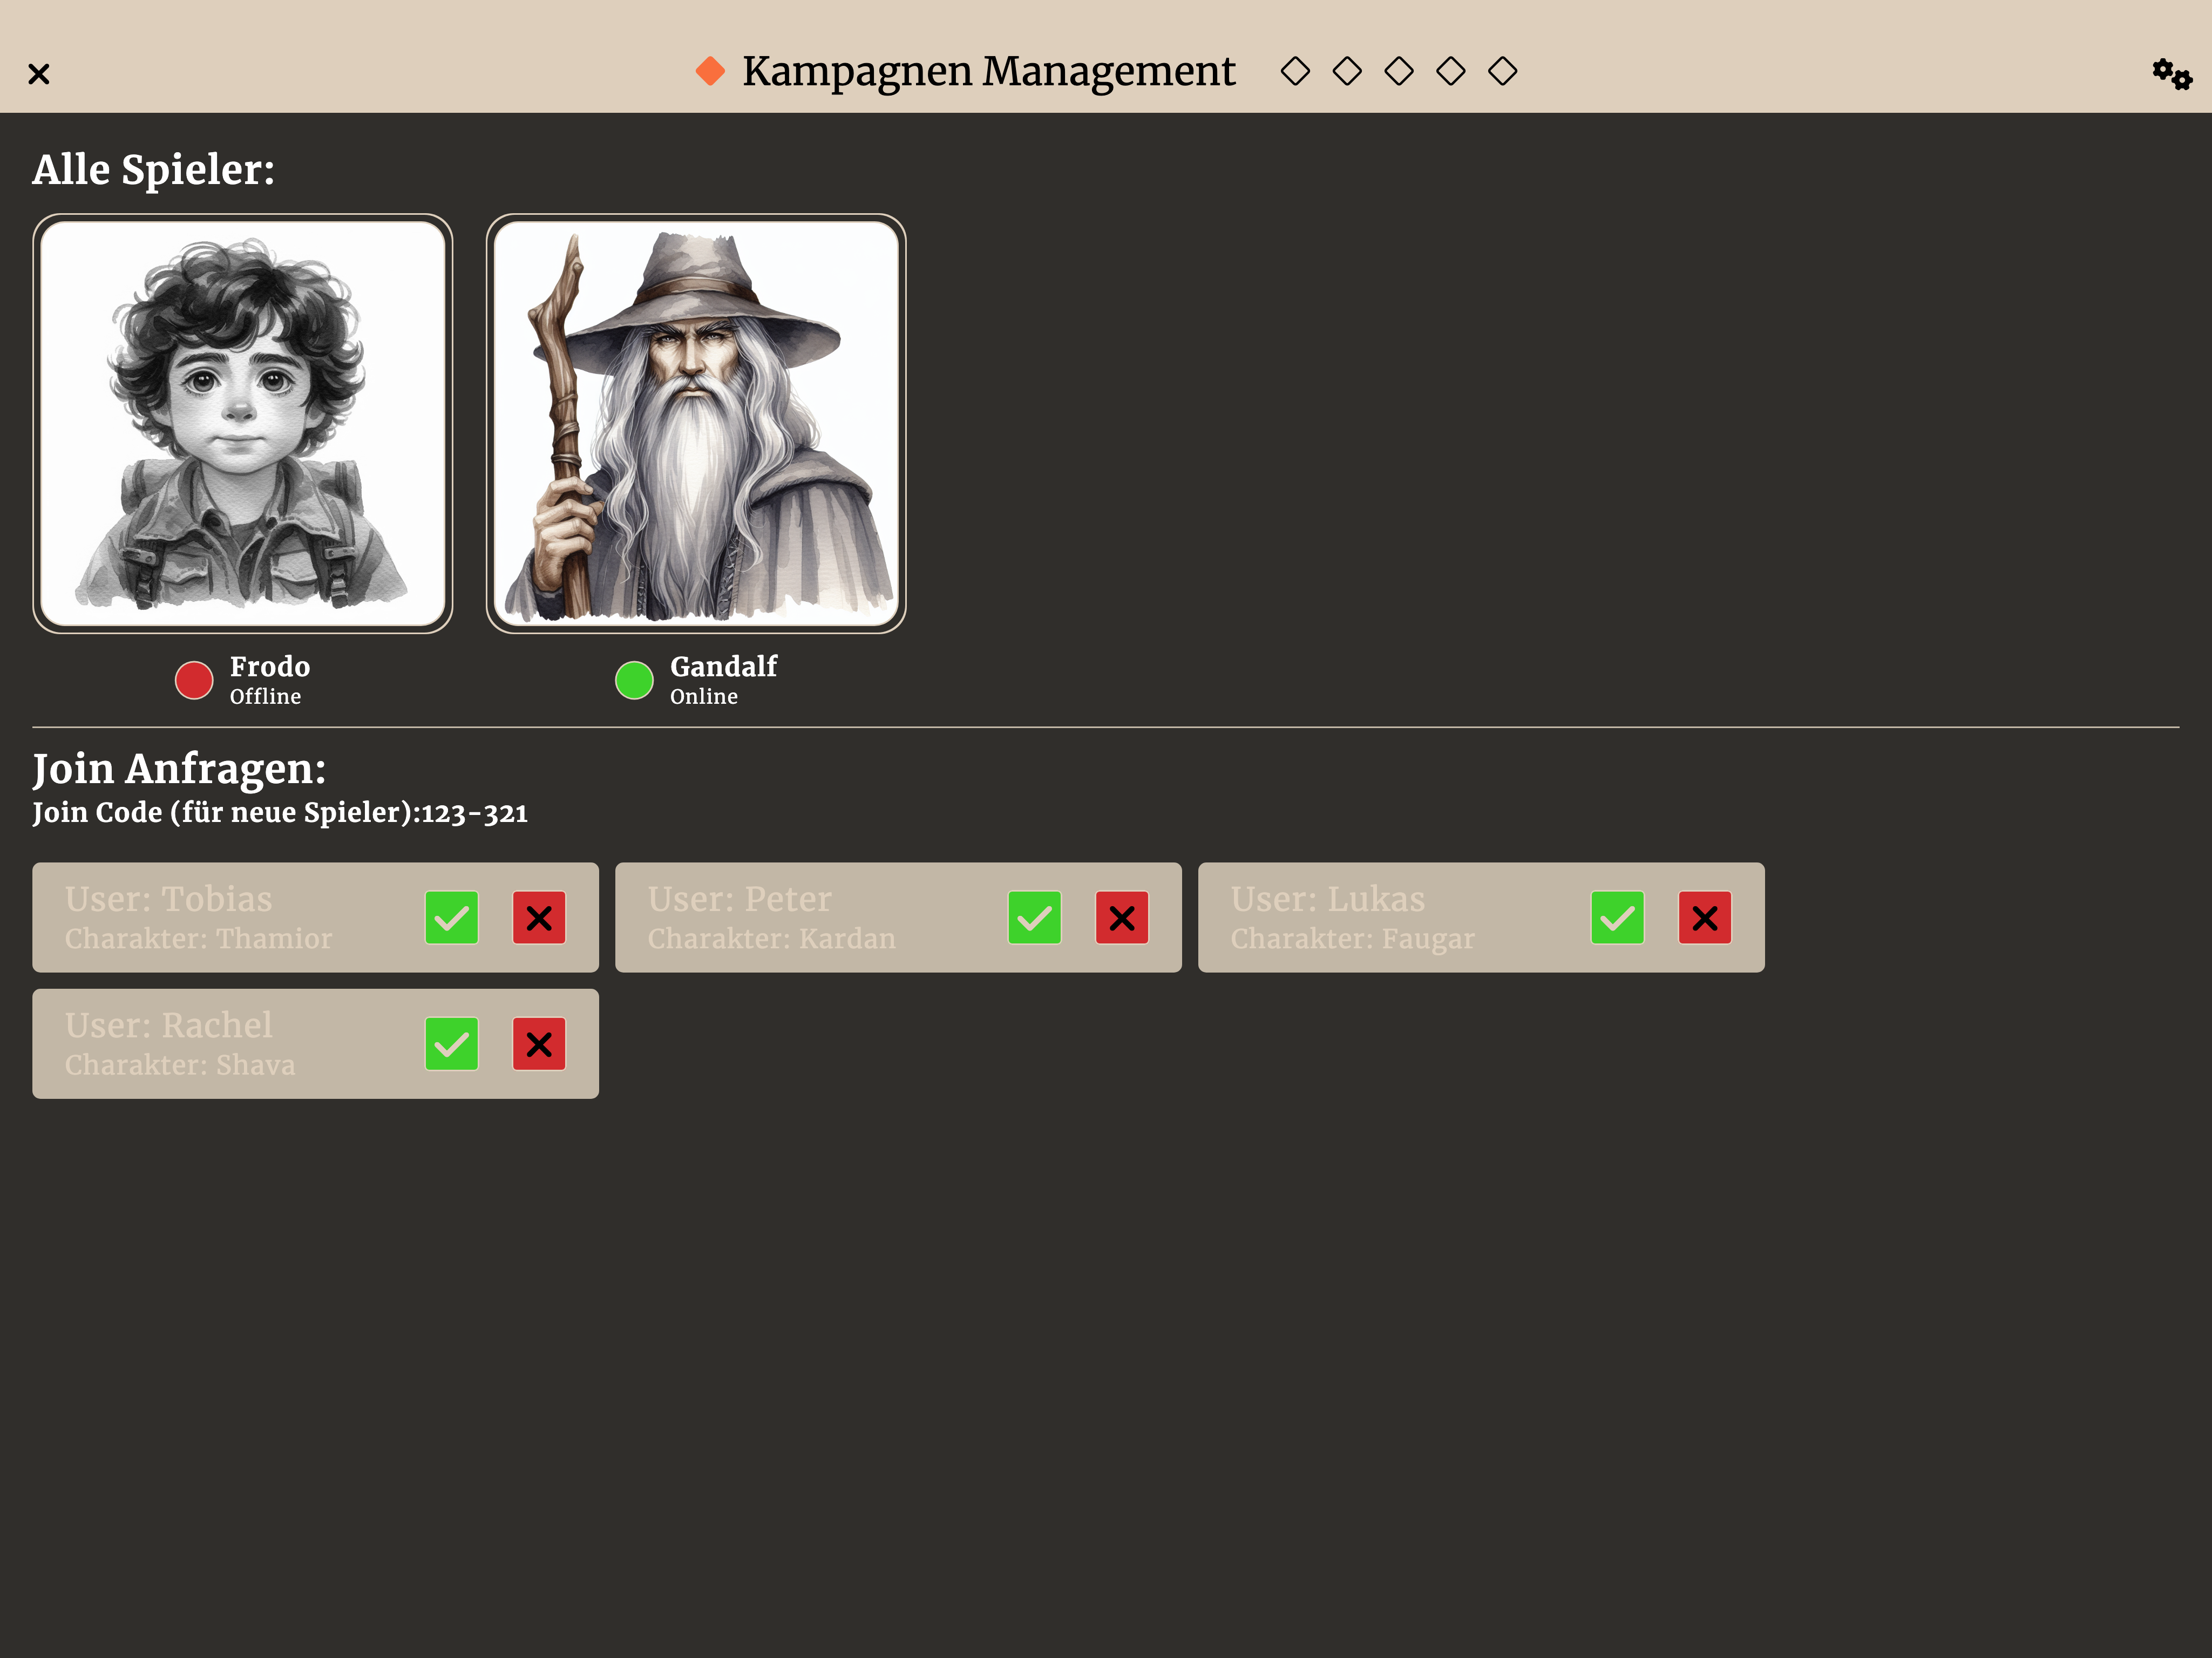 Kampagnen Management
Alle Spieler:
Frodo
Offline
Gandalf
Online
Join Anfragen:
Join Code (für neue Spieler):123-321
User: Tobias
Charakter: Thamior
User: Peter
Charakter: Kardan
User: Lukas
Charakter: Faugar
User: Rachel
Charakter: Shava